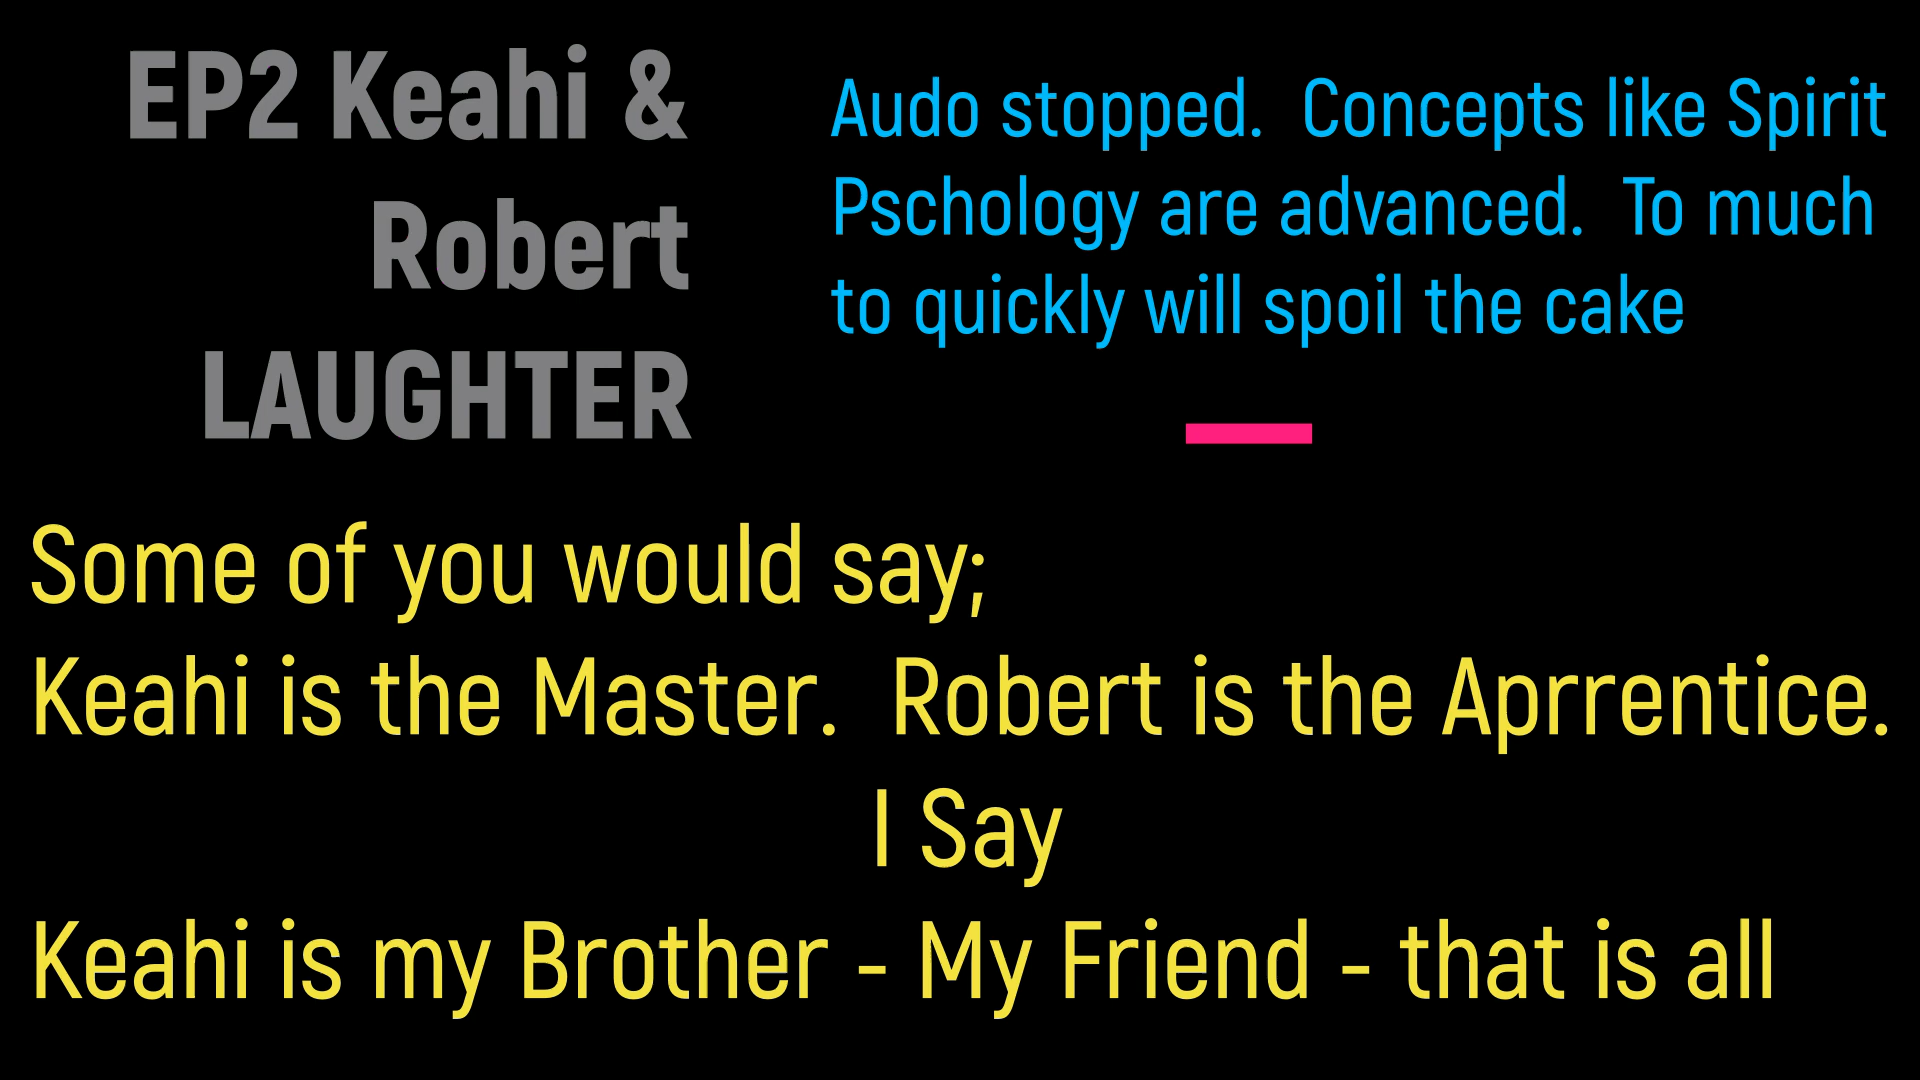 EP2 Keahi &
Robert
LAUGHTER
Audo stopped.  Concepts like Spirit
Pschology are advanced.  To much
to quickly will spoil the cake
Some of you would say;
Keahi is the Master.  Robert is the Aprrentice.
I Say
Keahi is my Brother - My Friend - that is all